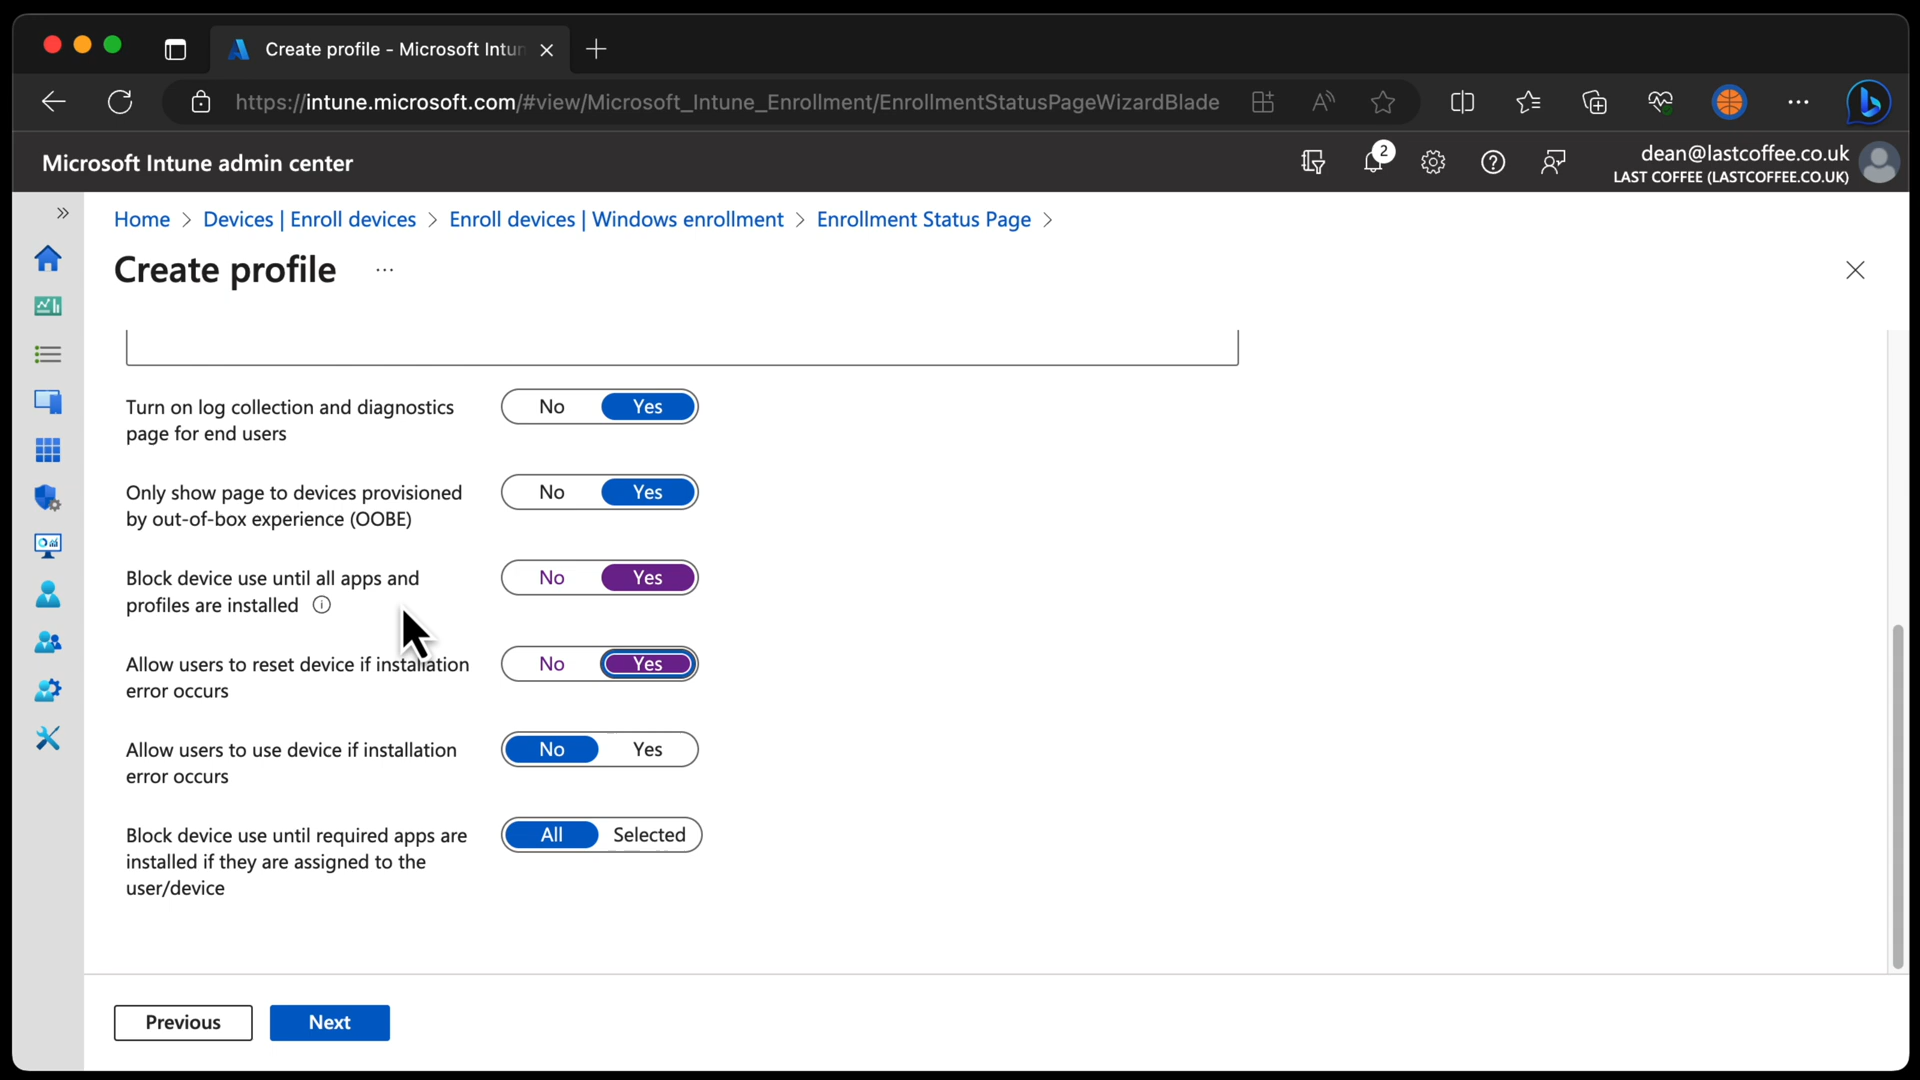 Create profile - Microsoft Intun
https://intune.microsoft.com/#view/Microsoft_Intune_Enrollment/EnrollmentStatusPageWizardBlade
Microsoft Intune admin center
2
dean@lastcoffee.co.uk
LAST COFFEE (LASTCOFFEE.CO.UK)
Home > Devices | Enroll devices > Enroll devices | Windows enrollment > Enrollment Status Page >
Create profile ...
Turn on log collection and diagnostics
page for end users
No Yes
Only show page to devices provisioned
by out-of-box experience (OOBE)
No Yes
Block device use until all apps and
profiles are installed
No Yes
Allow users to reset device if installation
error occurs
No Yes
Allow users to use device if installation
error occurs
No Yes
Block device use until required apps are
installed if they are assigned to the
user/device
All Selected
Previous Next